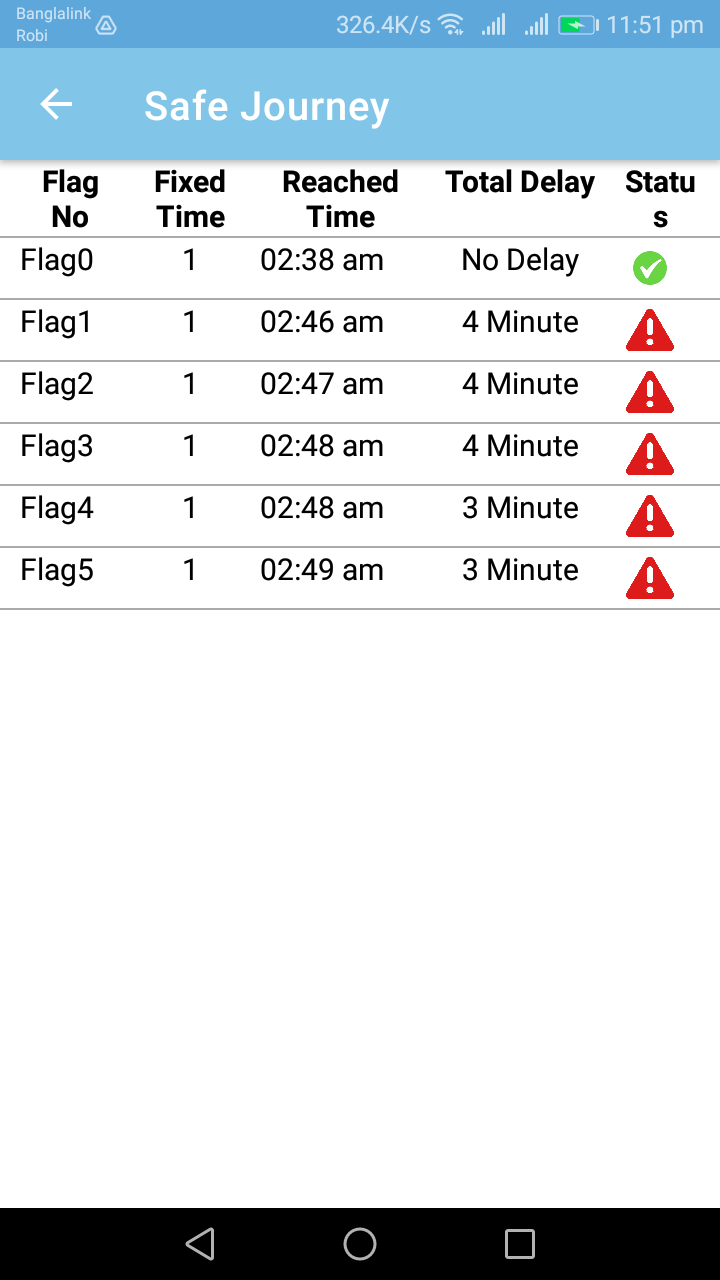 Banglalink
Robi
326.4K/s 11:51 pm
Safe Journey
Flag No Fixed Time Reached Time Total Delay Status
Flag0 1 02:38 am No Delay
Flag1 1 02:46 am 4 Minute
Flag2 1 02:47 am 4 Minute
Flag3 1 02:48 am 4 Minute
Flag4 1 02:48 am 3 Minute
Flag5 1 02:49 am 3 Minute